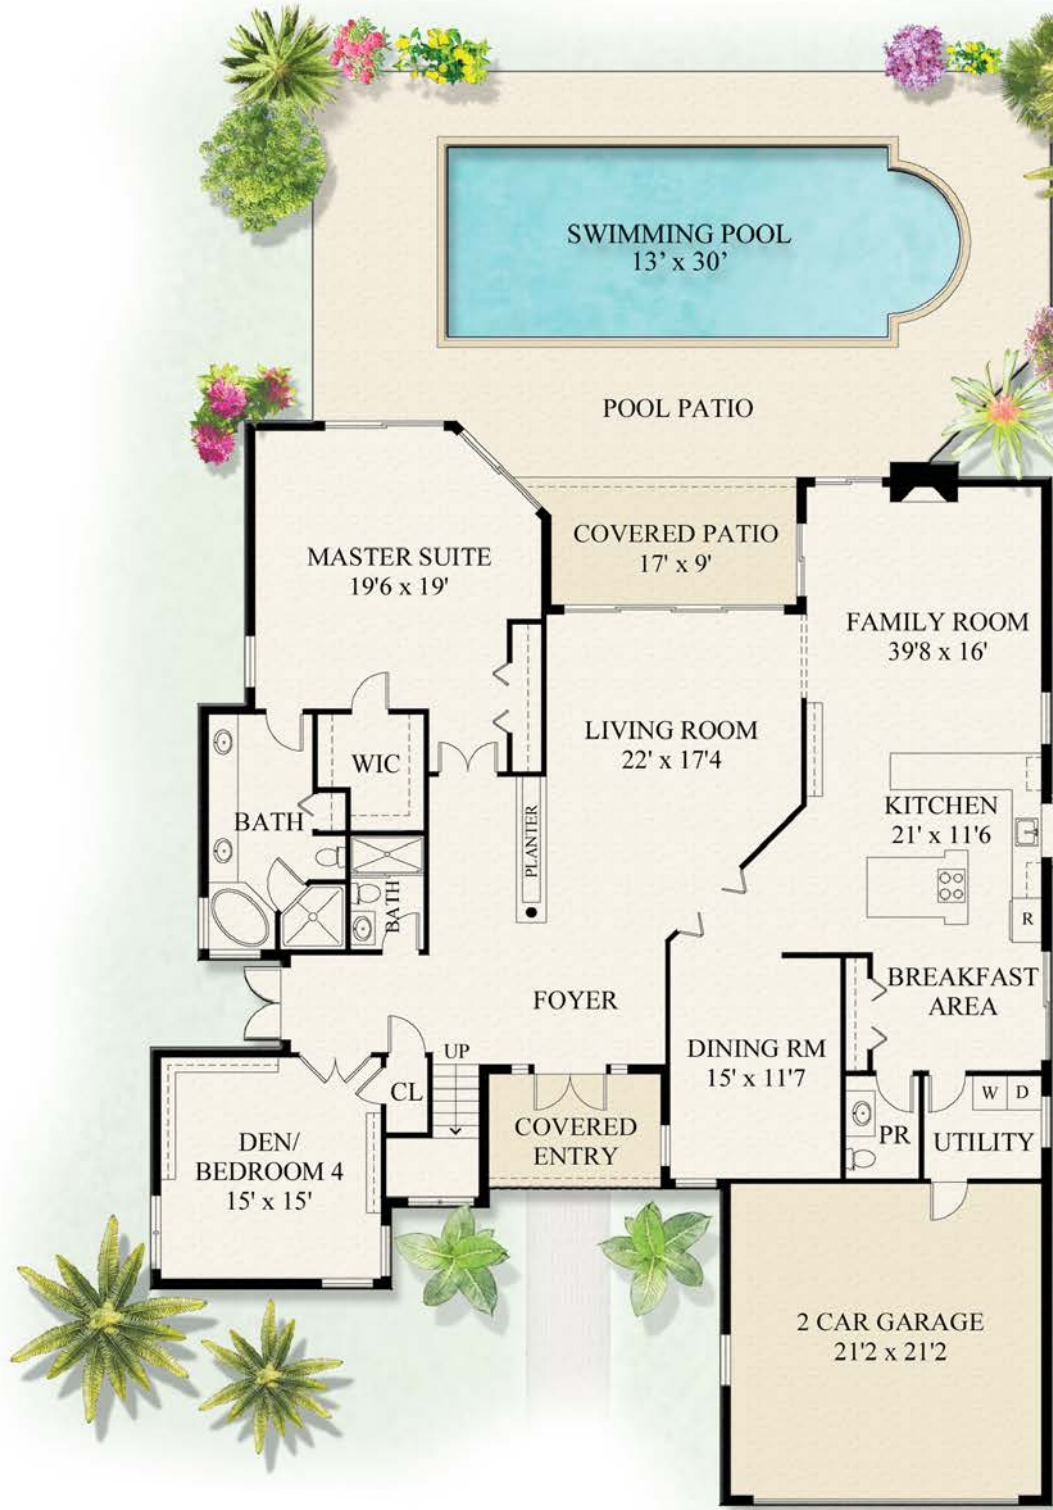 SWIMMING POOL
13’ x 30’
POOL PATIO
COVERED PATIO
17' x 9'
MASTER SUITE
19'6 x 19'
FAMILY ROOM
39'8 x 16'
LIVING ROOM
22' x 17'4
WIC
KITCHEN
21' x 11'6
BATH
PLANTER
BATH
R
BREAKFAST
AREA
FOYER
DINING RM
15' x 11'7
UP
CL
W D
COVERED
ENTRY
PR
UTILITY
DEN/
BEDROOM 4
15' x 15'
2 CAR GARAGE
21'2 x 21'2